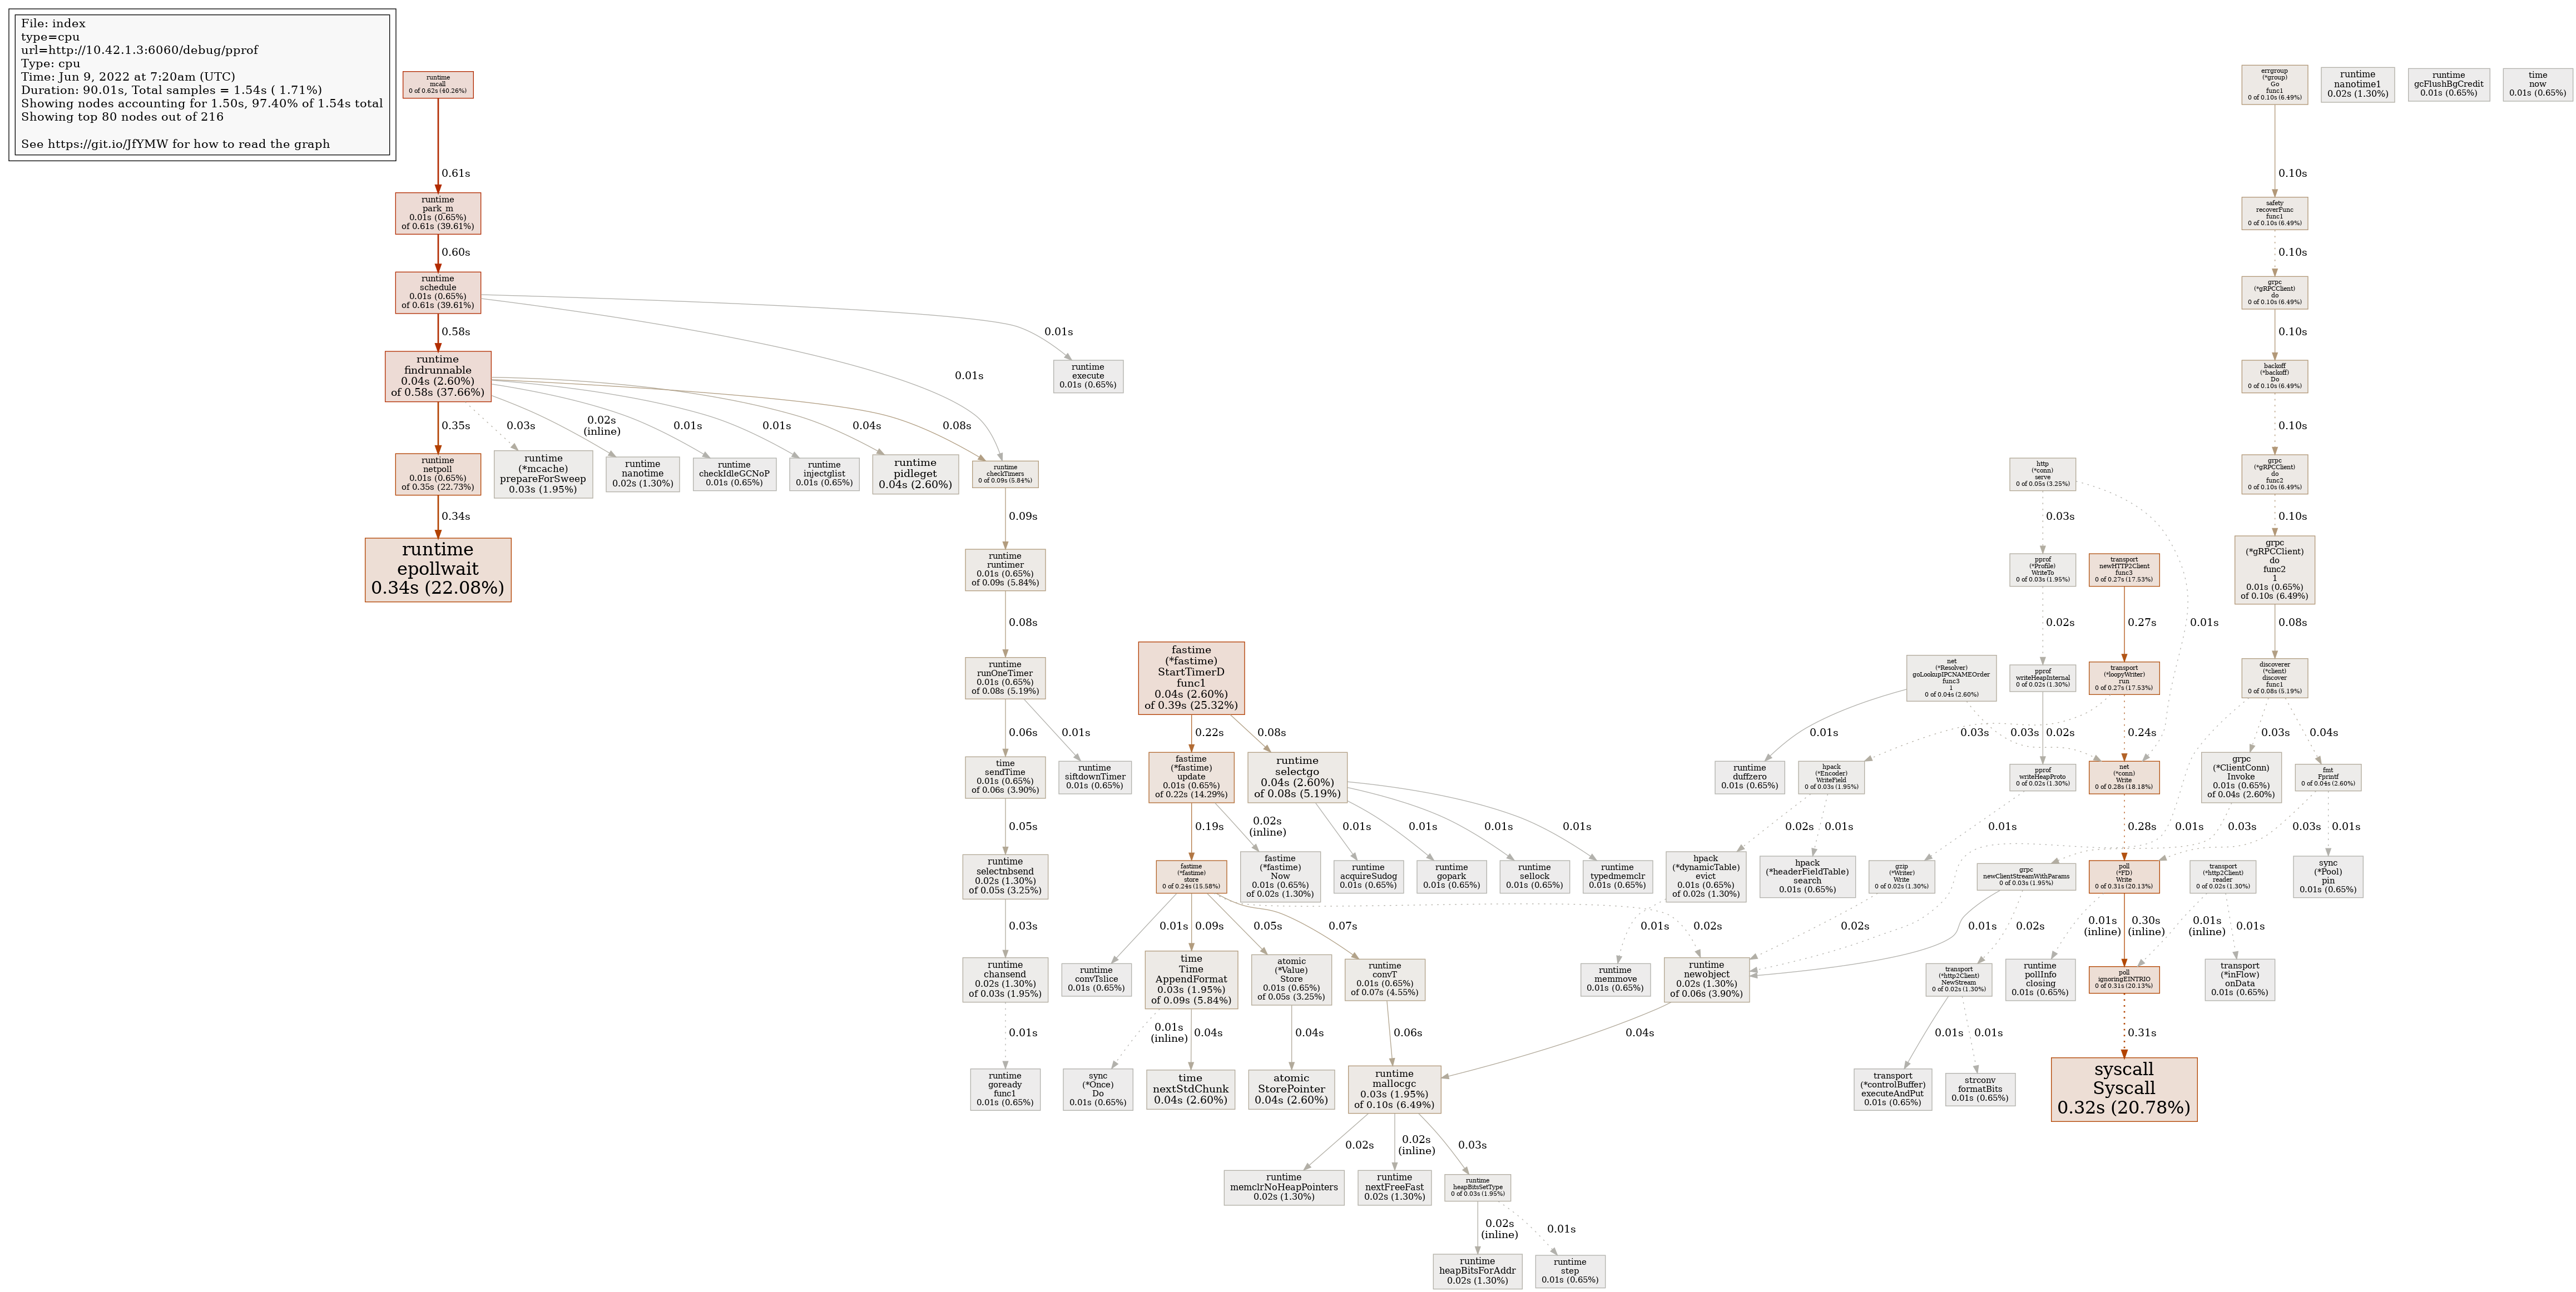 File: index
type=cpu
url=http://10.42.1.3:6060/debug/pprof
Type: cpu
Time: Jun 9, 2022 at 7:20am (UTC)
Duration: 90.01s, Total samples = 1.54s ( 1.71%)
Showing nodes accounting for 1.50s, 97.40% of 1.54s total
Showing top 80 nodes out of 216
See https://git.io/JfYMW for how to read the graph
runtime
mcall
0 of 0.62s (40.26%)
errgroup
(*group)
Go
func1
0 of 0.10s (6.49%)
runtime
nanotime1
0.02s (1.30%)
runtime
gcFlushBgCredit
0.01s (0.65%)
time
now
0.01s (0.65%)
0.61s
0.10s
runtime
park_m
0.01s (0.65%)
of 0.61s (39.61%)
safety
recoverFunc
func1
0 of 0.10s (6.49%)
0.60s
0.10s
runtime
schedule
0.01s (0.65%)
of 0.61s (39.61%)
grpc
(*gRPCClient)
do
0 of 0.10s (6.49%)
0.58s
0.01s
0.10s
runtime
findrunnable
0.04s (2.60%)
of 0.58s (37.66%)
0.01s
runtime
execute
0.01s (0.65%)
backoff
(*backoff)
Do
0 of 0.10s (6.49%)
0.35s
0.03s
0.02s
(inline)
0.01s
0.01s
0.04s
0.08s
0.10s
runtime
netpoll
0.01s (0.65%)
of 0.35s (22.73%)
runtime
(*mcache)
prepareForSweep
0.03s (1.95%)
runtime
nanotime
0.02s (1.30%)
runtime
checkIdleGCNoP
0.01s (0.65%)
runtime
injectglist
0.01s (0.65%)
runtime
pidleget
0.04s (2.60%)
runtime
checkTimers
0 of 0.09s (5.84%)
http
(*conn)
serve
0 of 0.05s (3.25%)
grpc
(*gRPCClient)
do
func2
0 of 0.10s (6.49%)
0.34s
0.09s
0.03s
0.10s
runtime
epollwait
0.34s (22.08%)
runtime
runtimer
0.01s (0.65%)
of 0.09s (5.84%)
pprof
(*Profile)
WriteTo
0 of 0.03s (1.95%)
transport
newHTTP2Client
func3
0 of 0.27s (17.53%)
grpc
(*gRPCClient)
do
func2
1
0.01s (0.65%)
of 0.10s (6.49%)
0.08s
0.02s
0.27s
0.01s
0.08s
runtime
runOneTimer
0.01s (0.65%)
of 0.08s (5.19%)
fastime
(*fastime)
StartTimerD
func1
0.04s (2.60%)
of 0.39s (25.32%)
net
(*Resolver)
goLookupIPCNAMEOrder
func3
1
0 of 0.04s (2.60%)
pprof
writeHeapInternal
0 of 0.02s (1.30%)
transport
(*loopyWriter)
run
0 of 0.27s (17.53%)
discoverer
(*client)
discover
func1
0 of 0.08s (5.19%)
0.06s
0.01s
0.22s
0.08s
0.01s
0.03s
0.03s
0.02s
0.24s
0.03s
0.04s
time
sendTime
0.01s (0.65%)
of 0.06s (3.90%)
runtime
siftdownTimer
0.01s (0.65%)
fastime
(*fastime)
update
0.01s (0.65%)
of 0.22s (14.29%)
runtime
selectgo
0.04s (2.60%)
of 0.08s (5.19%)
runtime
duffzero
0.01s (0.65%)
hpack
(*Encoder)
WriteField
0 of 0.03s (1.95%)
pprof
writeHeapProto
0 of 0.02s (1.30%)
net
(*conn)
Write
0 of 0.28s (18.18%)
grpc
(*ClientConn)
Invoke
0.01s (0.65%)
of 0.04s (2.60%)
fmt
Fprintf
0 of 0.04s (2.60%)
0.05s
0.19s
0.02s
(inline)
0.01s
0.01s
0.01s
0.01s
0.02s
0.01s
0.01s
0.28s
0.01s
0.03s
0.03s
0.01s
runtime
selectnbsend
0.02s (1.30%)
of 0.05s (3.25%)
fastime
(*fastime)
store
0 of 0.24s (15.58%)
fastime
(*fastime)
Now
0.01s (0.65%)
of 0.02s (1.30%)
runtime
acquireSudog
0.01s (0.65%)
runtime
gopark
0.01s (0.65%)
runtime
sellock
0.01s (0.65%)
runtime
typedmemclr
0.01s (0.65%)
hpack
(*dynamicTable)
evict
0.01s (0.65%)
of 0.02s (1.30%)
hpack
(*headerFieldTable)
search
0.01s (0.65%)
gzip
(*Writer)
Write
0 of 0.02s (1.30%)
grpc
newClientStreamWithParams
0 of 0.03s (1.95%)
poll
(*FD)
Write
0 of 0.31s (20.13%)
transport
(*http2Client)
reader
0 of 0.02s (1.30%)
sync
(*Pool)
pin
0.01s (0.65%)
0.03s
0.01s
0.09s
0.05s
0.07s
0.01s
0.02s
0.02s
0.01s
0.02s
0.01s
(inline)
0.30s
(inline)
0.01s
(inline)
0.01s
runtime
chansend
0.02s (1.30%)
of 0.03s (1.95%)
runtime
convTslice
0.01s (0.65%)
time
Time
AppendFormat
0.03s (1.95%)
of 0.09s (5.84%)
atomic
(*Value)
Store
0.01s (0.65%)
of 0.05s (3.25%)
runtime
convT
0.01s (0.65%)
of 0.07s (4.55%)
runtime
memmove
0.01s (0.65%)
runtime
newobject
0.02s (1.30%)
of 0.06s (3.90%)
transport
(*http2Client)
NewStream
0 of 0.02s (1.30%)
runtime
pollInfo
closing
0.01s (0.65%)
poll
ignoringEINTRIO
0 of 0.31s (20.13%)
transport
(*inFlow)
onData
0.01s (0.65%)
0.01s
0.01s
(inline)
0.04s
0.04s
0.06s
0.04s
0.01s
0.01s
0.31s
runtime
goready
func1
0.01s (0.65%)
sync
(*Once)
Do
0.01s (0.65%)
time
nextStdChunk
0.04s (2.60%)
atomic
StorePointer
0.04s (2.60%)
runtime
mallocgc
0.03s (1.95%)
of 0.10s (6.49%)
transport
(*controlBuffer)
executeAndPut
0.01s (0.65%)
strconv
formatBits
0.01s (0.65%)
syscall
Syscall
0.32s (20.78%)
0.02s
0.02s
(inline)
0.03s
runtime
memclrNoHeapPointers
0.02s (1.30%)
runtime
nextFreeFast
0.02s (1.30%)
runtime
heapBitsSetType
0 of 0.03s (1.95%)
0.02s
(inline)
0.01s
runtime
heapBitsForAddr
0.02s (1.30%)
runtime
step
0.01s (0.65%)